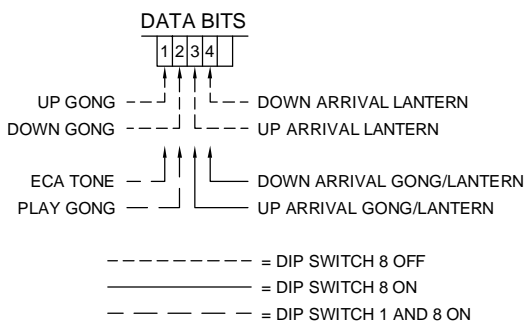 DATA BITS
1 2 3 4
UP GONG DOWN ARRIVAL LANTERN
DOWN GONG UP ARRIVAL LANTERN
ECA TONE DOWN ARRIVAL GONG/LANTERN
PLAY GONG UP ARRIVAL GONG/LANTERN
= DIP SWITCH 8 OFF
= DIP SWITCH 8 ON
= DIP SWITCH 1 AND 8 ON